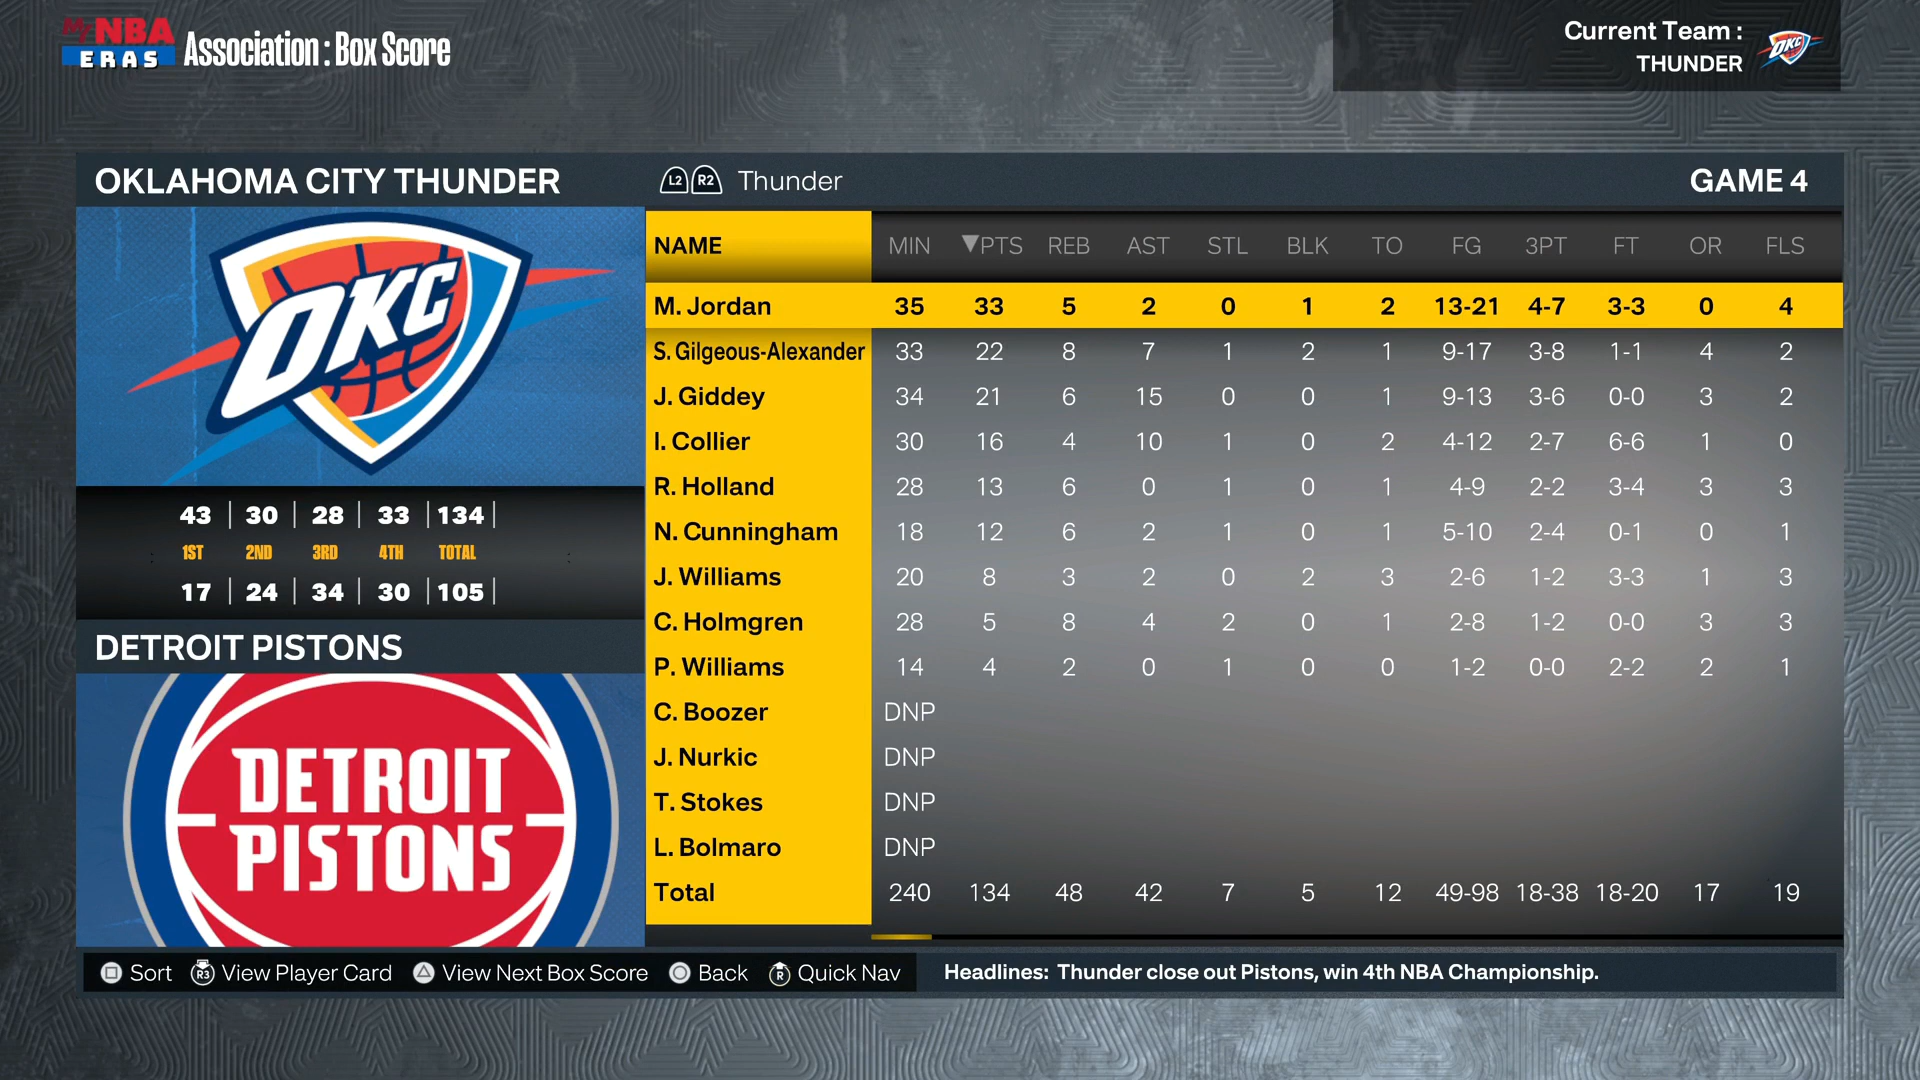 My NBA ERAS Association : Box Score
Current Team :
THUNDER
OKC
OKLAHOMA CITY THUNDER
OKC
43 | 30 | 28 | 33 | 134 |
1ST 2ND 3RD 4TH TOTAL
17 | 24 | 34 | 30 | 105 |
DETROIT PISTONS
DETROIT
PISTONS
L2 R2 Thunder GAME 4
NAME MIN ▼PTS REB AST STL BLK TO FG 3PT FT OR FLS
M. Jordan 35 33 5 2 0 1 2 13-21 4-7 3-3 0 4
S. Gilgeous-Alexander 33 22 8 7 1 2 1 9-17 3-8 1-1 4 2
J. Giddey 34 21 6 15 0 0 1 9-13 3-6 0-0 3 2
I. Collier 30 16 4 10 1 0 2 4-12 2-7 6-6 1 0
R. Holland 28 13 6 0 1 0 1 4-9 2-2 3-4 3 3
N. Cunningham 18 12 6 2 1 0 1 5-10 2-4 0-1 0 1
J. Williams 20 8 3 2 0 2 3 2-6 1-2 3-3 1 3
C. Holmgren 28 5 8 4 2 0 1 2-8 1-2 0-0 3 3
P. Williams 14 4 2 0 1 0 0 1-2 0-0 2-2 2 1
C. Boozer DNP
J. Nurkic DNP
T. Stokes DNP
L. Bolmaro DNP
Total 240 134 48 42 7 5 12 49-98 18-38 18-20 17 19
Sort R3 View Player Card View Next Box Score Back R Quick Nav
Headlines: Thunder close out Pistons, win 4th NBA Championship.